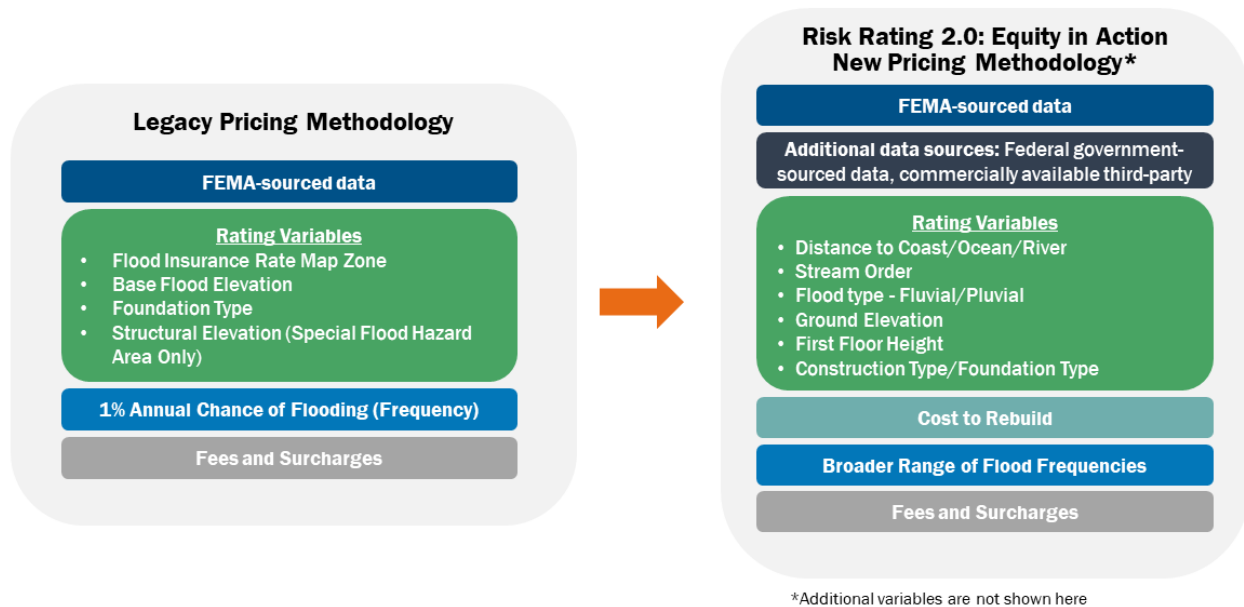 Legacy Pricing Methodology
FEMA-sourced data
Rating Variables
• Flood Insurance Rate Map Zone
• Base Flood Elevation
• Foundation Type
• Structural Elevation (Special Flood Hazard
Area Only)
1% Annual Chance of Flooding (Frequency)
Fees and Surcharges
Risk Rating 2.0: Equity in Action
New Pricing Methodology*
FEMA-sourced data
Additional data sources: Federal government-
sourced data, commercially available third-party
Rating Variables
• Distance to Coast/Ocean/River
• Stream Order
• Flood type - Fluvial/Pluvial
• Ground Elevation
• First Floor Height
• Construction Type/Foundation Type
Cost to Rebuild
Broader Range of Flood Frequencies
Fees and Surcharges
*Additional variables are not shown here